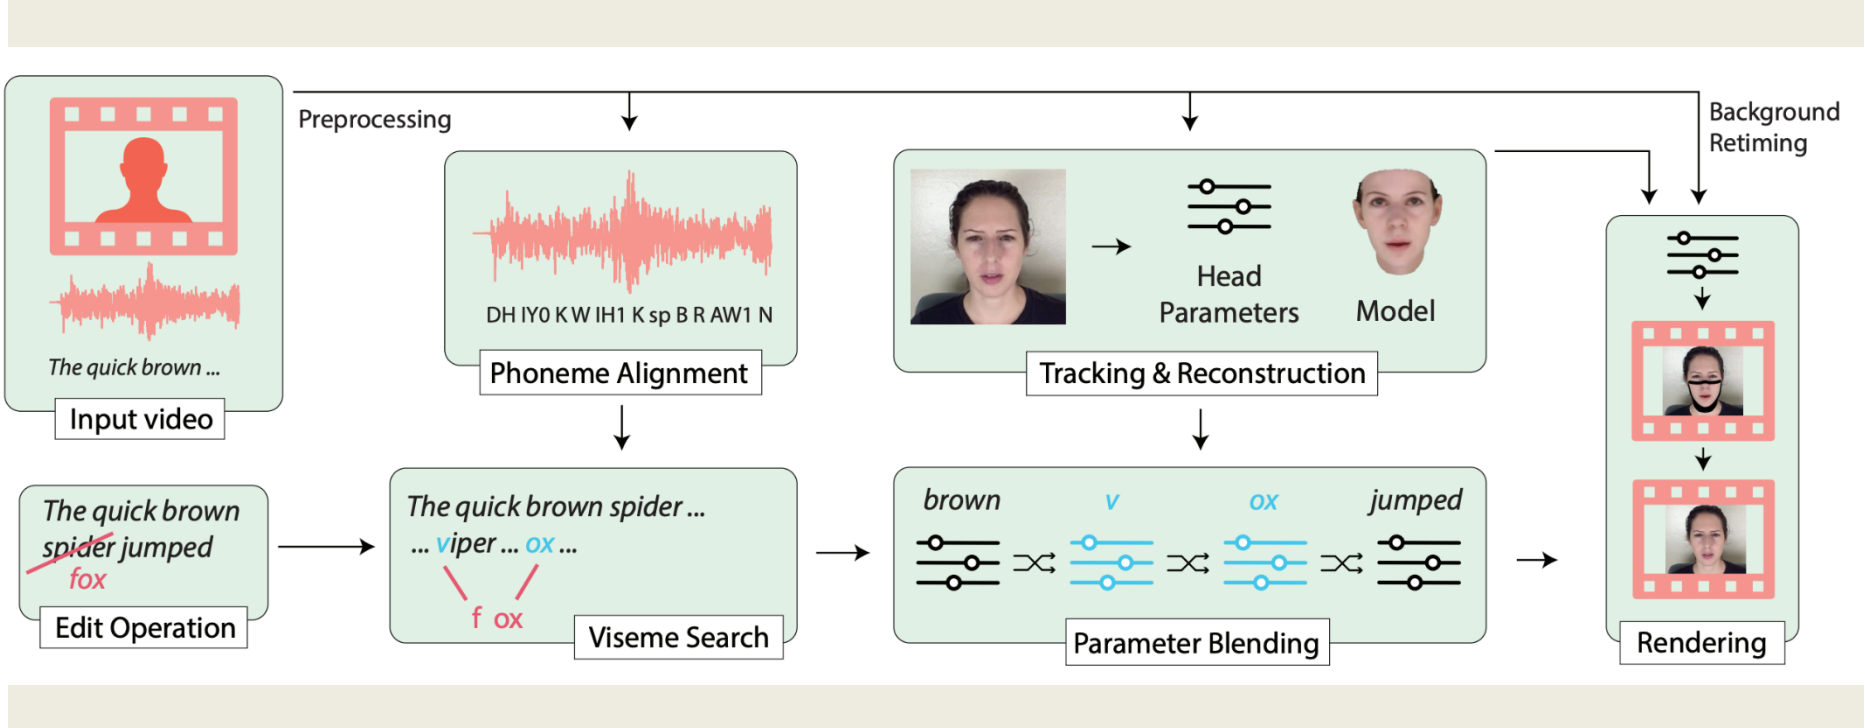 Preprocessing
Background
Retiming
The quick brown ...
Input video
DH IY0 K W IH1 K sp B R AW1 N
Phoneme Alignment
Head
Parameters
Model
Tracking & Reconstruction
The quick brown
spider jumped
fox
Edit Operation
The quick brown spider ...
... viper ... ox ...
f ox
Viseme Search
brown
v
ox
jumped
Parameter Blending
Rendering